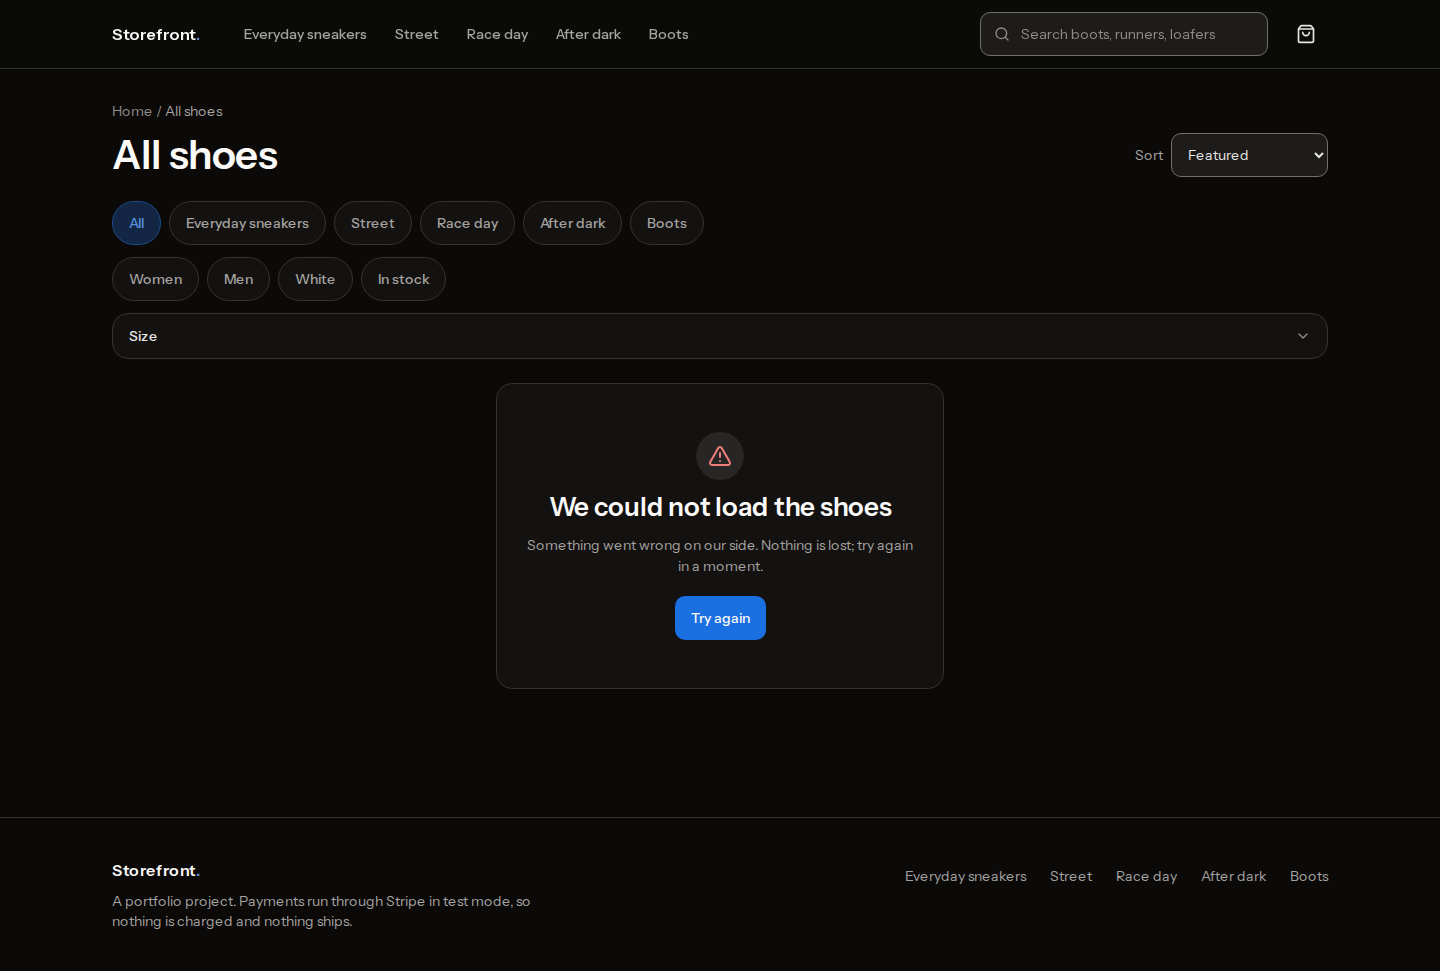 Storefront.
Everyday sneakers
Street
Race day
After dark
Boots
Search boots, runners, loafers
Home / All shoes
All shoes
Sort
Featured
All
Everyday sneakers
Street
Race day
After dark
Boots
Women
Men
White
In stock
Size
We could not load the shoes
Something went wrong on our side. Nothing is lost; try again
in a moment.
Try again
Storefront.
A portfolio project. Payments run through Stripe in test mode, so
nothing is charged and nothing ships.
Everyday sneakers
Street
Race day
After dark
Boots